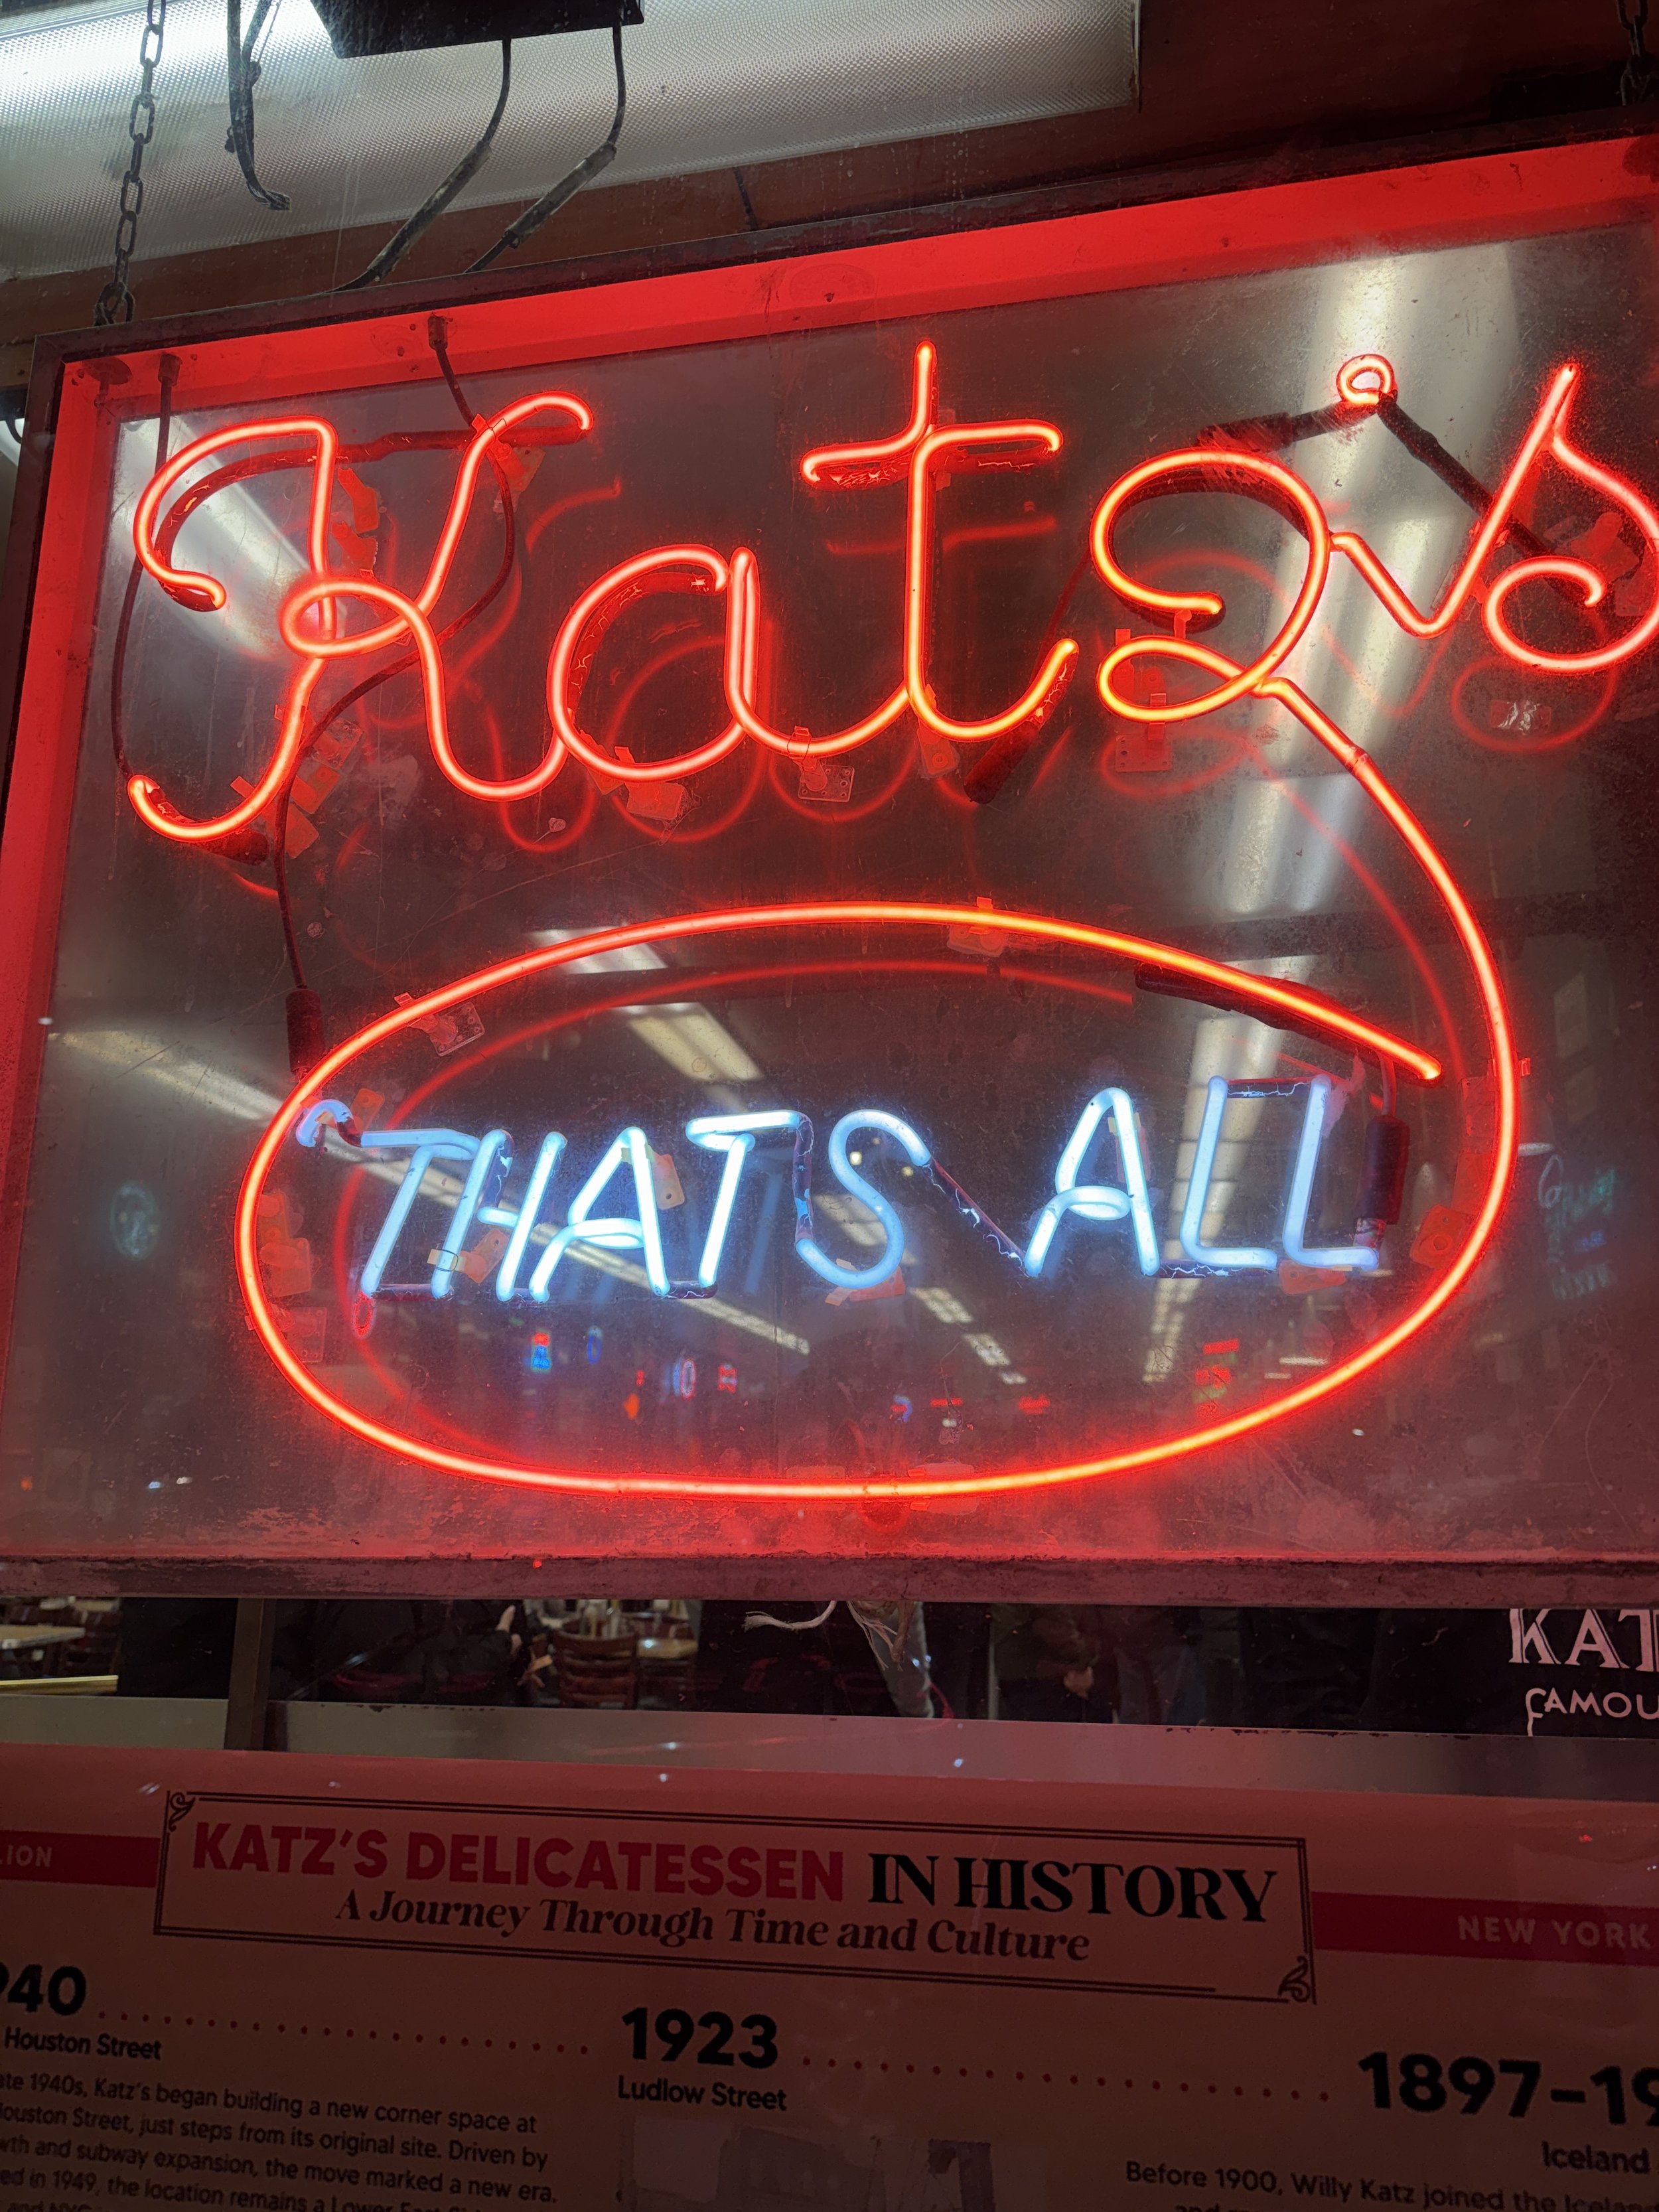 Katz's
'THATS ALL
KAT
FAMOU
KATZ'S DELICATESSEN IN HISTORY
A Journey Through Time and Culture
LION
NEW YORK
940
Houston Street
ate 1940s, Katz's began building a new corner space at
Houston Street, just steps from its original site. Driven by
wth and subway expansion, the move marked a new era.
ed in 1949, the location remains a Lower East
1923
Ludlow Street
1897-19
Iceland
Before 1900, Willy Katz joined the Iceland